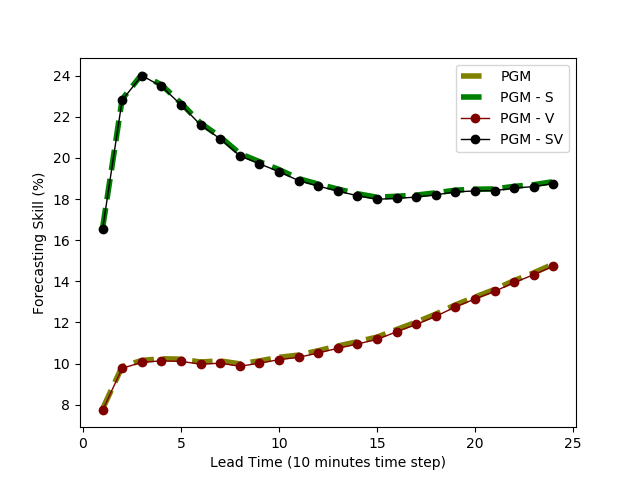 24
22
20
18
16
14
12
10
8
Forecasting Skill (%)
0 5 10 15 20 25
Lead Time (10 minutes time step)
PGM
PGM - S
PGM - V
PGM - SV